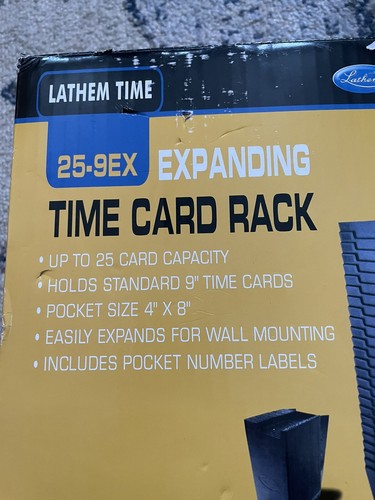 LATHEM TIME
Lathem
25-9EX EXPANDING
TIME CARD RACK
• UP TO 25 CARD CAPACITY
• HOLDS STANDARD 9" TIME CARDS
• POCKET SIZE 4" X 8"
• EASILY EXPANDS FOR WALL MOUNTING
• INCLUDES POCKET NUMBER LABELS